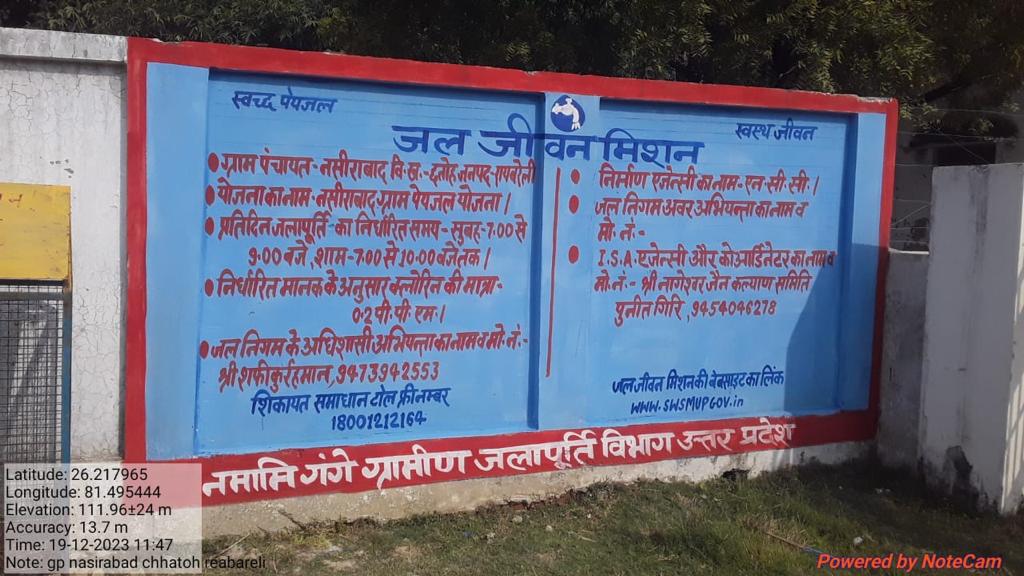 स्वच्छ पेयजल
स्वस्थ जीवन
जल जीवन मिशन
ग्राम पंचायत- नसीराबाद वि.ख.- छतोह जनपद-रायबरेली
योजना का नाम- नसीराबाद ग्राम पेयजल योजना।
प्रतिदिन जलापूर्ति- का निर्धारित समय- सुबह-7:00 से
9:00 बजे, शाम-7:00 से 10:00 बजे तक।
निर्धारित मानक के अनुसार क्लोरिन की मात्रा-
0.2 पी. पी. एम.।
जल निगम के अधिशासी अभियन्ता का नाम व मो. नं.-
श्री शफीकुर्रहमान, 9473942553
शिकायत समाधान टोल फ्री नम्बर
18001212164
निर्माण एजेन्सी का नाम- एन. सी. सी.।
जल निगम अवर अभियन्ता का नाम व
मो. नं.-
I.S.A. एजेन्सी और कोआर्डिनेटर का नाम व
मो. नं.- श्री नागेश्वर जैन कल्याण समिति
पुनीत गिरि, 9454046278
जल जीवन मिशन की बेबसाइट का लिंक
WWW.SWSMUPGOV.in
नमामि गंगे ग्रामीण जलापूर्ति विभाग उत्तर प्रदेश
Latitude: 26.217965
Longitude: 81.495444
Elevation: 111.96±24 m
Accuracy: 13.7 m
Time: 19-12-2023 11:47
Note: gp nasirabad chhatoh reabareli
Powered by NoteCam